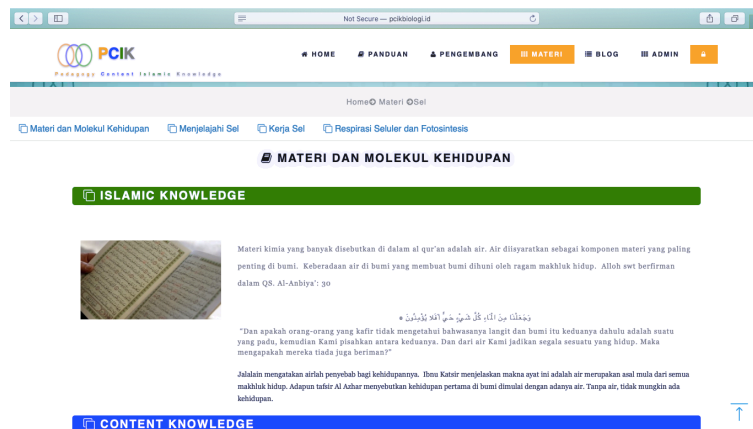 Not Secure — pcikbiologi.id
PCIK
Pedagogy Content Islamic Knowledge
HOME
PANDUAN
PENGEMBANG
MATERI
BLOG
ADMIN
Home Materi Sel
Materi dan Molekul Kehidupan
Menjelajahi Sel
Kerja Sel
Respirasi Seluler dan Fotosintesis
MATERI DAN MOLEKUL KEHIDUPAN
ISLAMIC KNOWLEDGE
Materi kimia yang banyak disebutkan di dalam al qur'an adalah air. Air diisyaratkan sebagai komponen materi yang paling
penting di bumi. Keberadaan air di bumi yang membuat bumi dihuni oleh ragam makhluk hidup. Alloh swt berfirman
dalam QS. Al-Anbiya': 30
وَجَعَلْنَا مِنَ الْمَاءِ كُلَّ شَيْءٍ حَيٍّ أَفَلَا يُؤْمِنُونَ
"Dan apakah orang-orang yang kafir tidak mengetahui bahwasanya langit dan bumi itu keduanya dahulu adalah suatu
yang padu, kemudian Kami pisahkan antara keduanya. Dan dari air Kami jadikan segala sesuatu yang hidup. Maka
mengapakah mereka tiada juga beriman?"
Jalalain mengatakan airlah penyebab bagi kehidupannya. Ibnu Katsir menjelaskan makna ayat ini adalah air merupakan asal mula dari semua
makhluk hidup. Adapun tafsir Al Azhar menyebutkan kehidupan pertama di bumi dimulai dengan adanya air. Tanpa air, tidak mungkin ada
kehidupan.
CONTENT KNOWLEDGE